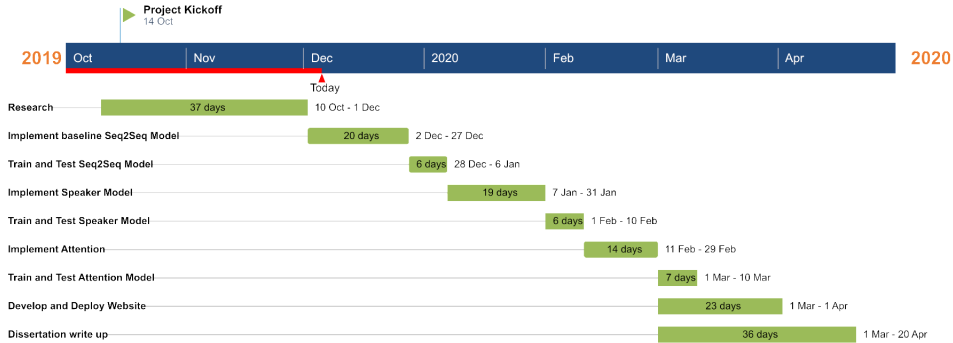 Project Kickoff
14 Oct
2019 Oct Nov Dec 2020 Feb Mar Apr 2020
Today
Research 37 days 10 Oct - 1 Dec
Implement baseline Seq2Seq Model 20 days 2 Dec - 27 Dec
Train and Test Seq2Seq Model 6 days 28 Dec - 6 Jan
Implement Speaker Model 19 days 7 Jan - 31 Jan
Train and Test Speaker Model 6 days 1 Feb - 10 Feb
Implement Attention 14 days 11 Feb - 29 Feb
Train and Test Attention Model 7 days 1 Mar - 10 Mar
Develop and Deploy Website 23 days 1 Mar - 1 Apr
Dissertation write up 36 days 1 Mar - 20 Apr